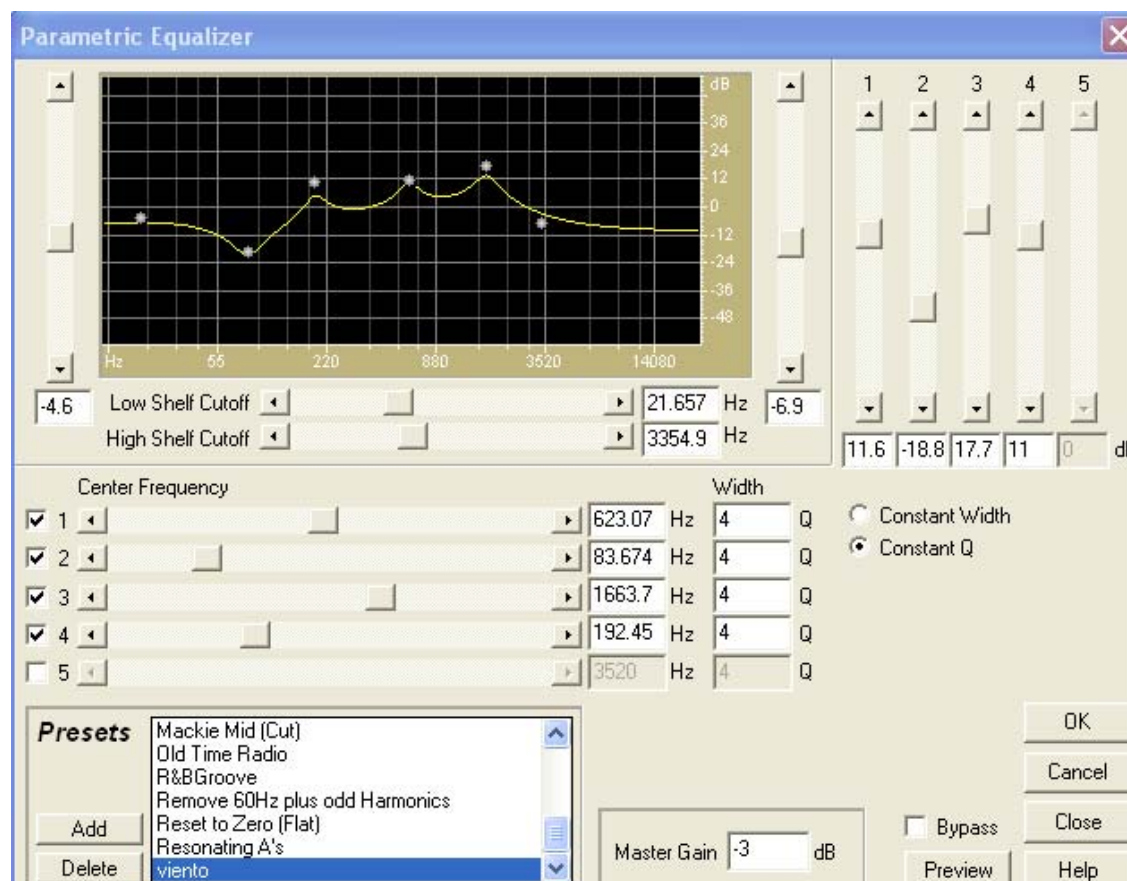 Parametric Equalizer
dB
36
24
12
0
-12
-24
-36
-48
Hz 55 220 880 3520 14080
1 2 3 4 5
-4.6
Low Shelf Cutoff 21.657 Hz
-6.9
High Shelf Cutoff 3354.9 Hz
11.6 -18.8 17.7 11 0
Center Frequency Width
1 623.07 Hz 4 Q
2 83.674 Hz 4 Q
3 1663.7 Hz 4 Q
4 192.45 Hz 4 Q
5 3520 Hz 4 Q
Constant Width
Constant Q
Presets
Mackie Mid (Cut)
Old Time Radio
R&BGroove
Remove 60Hz plus odd Harmonics
Reset to Zero (Flat)
Resonating A's
viento
Add
Delete
Master Gain -3 dB
Bypass
Preview
OK
Cancel
Close
Help